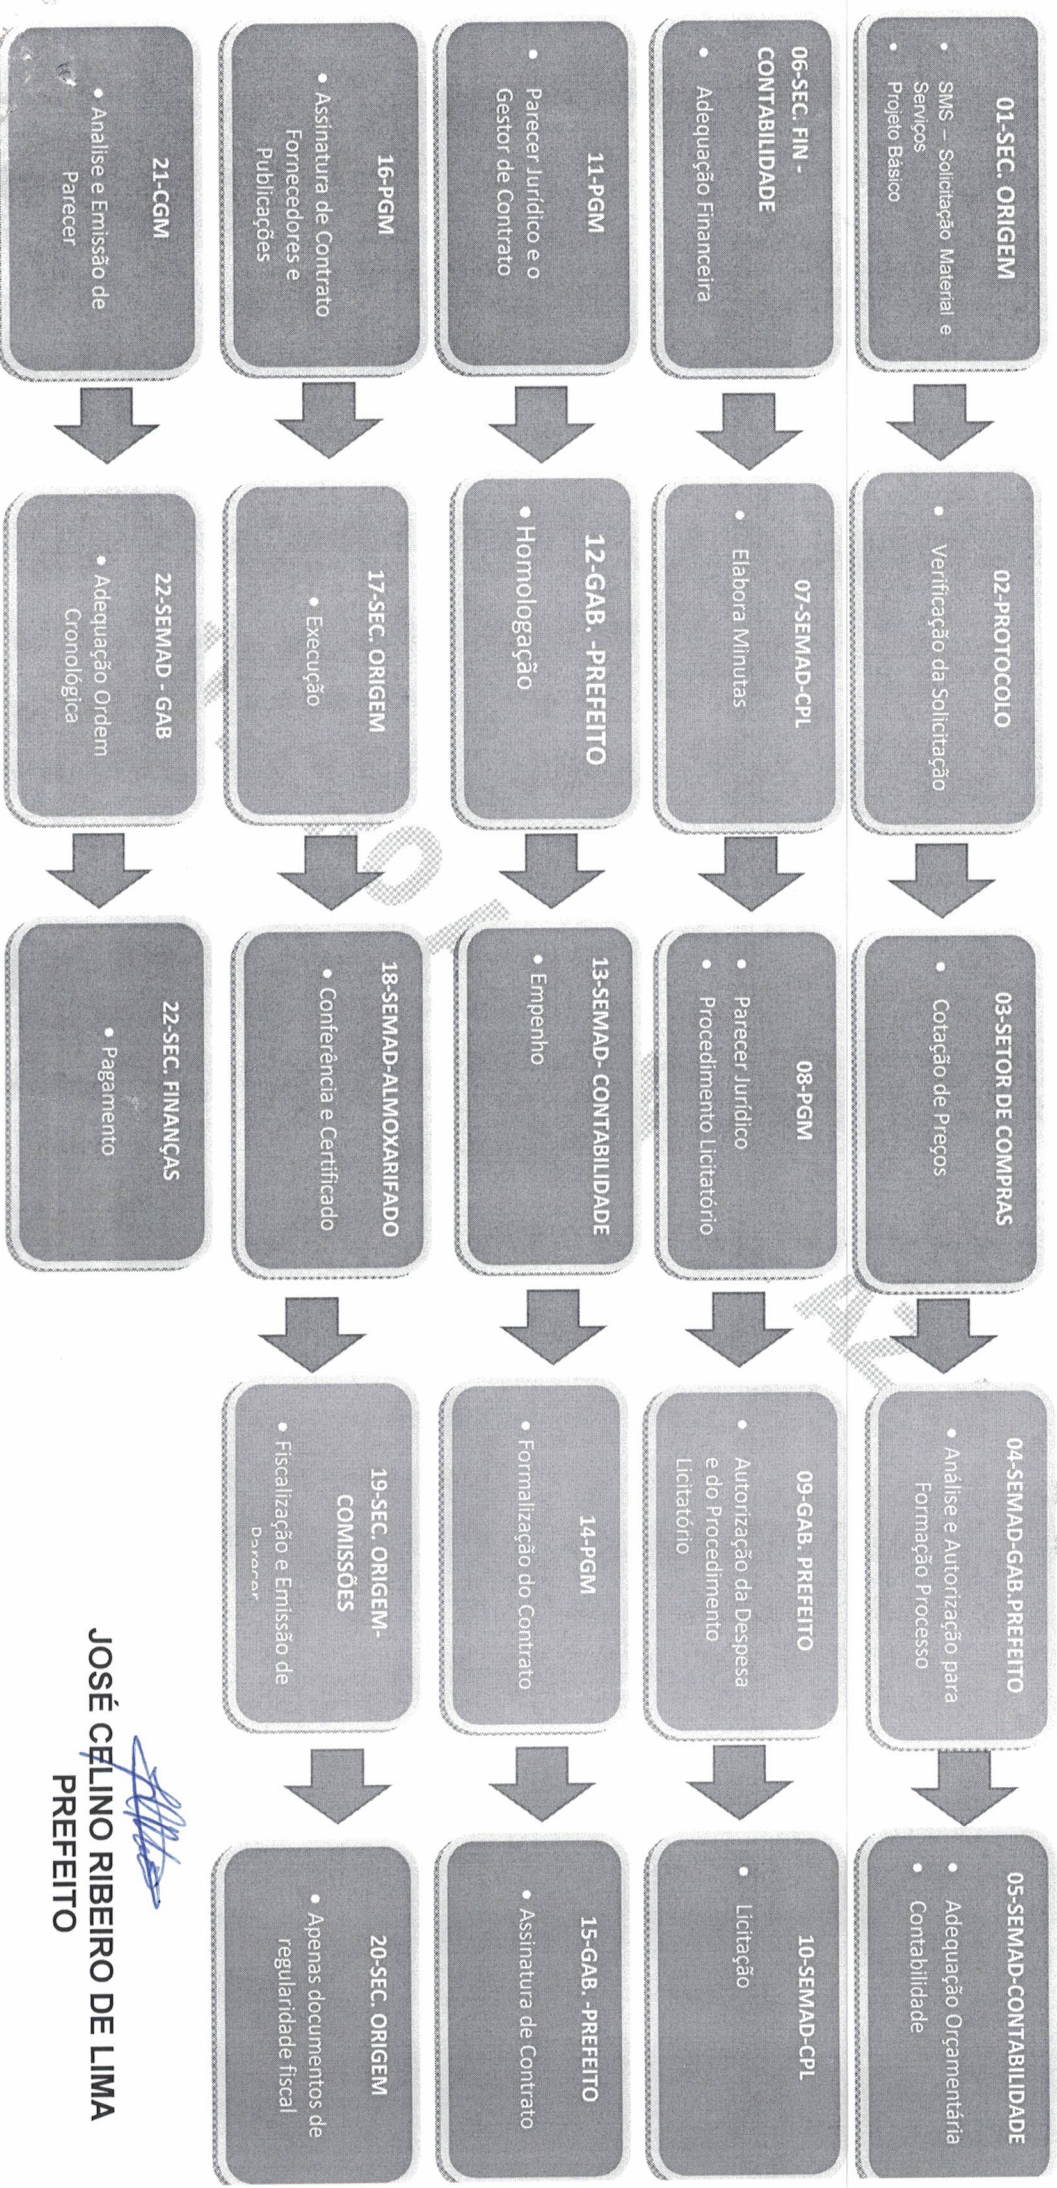 01-SEC. ORIGEM
• SMS – Solicitação Material e
Serviços
• Projeto Básico
02-PROTOCOLO
• Verificação da Solicitação
03-SETOR DE COMPRAS
• Cotação de Preços
04-SEMAD-GAB.PREFEITO
• Análise e Autorização para
Formação Processo
05-SEMAD-CONTABILIDADE
• Adequação Orçamentária
• Contabilidade
06-SEC. FIN -
CONTABILIDADE
• Adequação Financeira
07-SEMAD-CPL
• Elabora Minutas
08-PGM
• Parecer Jurídico
• Procedimento Licitatório
09-GAB. PREFEITO
• Autorização da Despesa
e do Procedimento
Licitatório
10-SEMAD-CPL
• Licitação
11-PGM
• Parecer Jurídico e o
Gestor de Contrato
12-GAB. -PREFEITO
• Homologação
13-SEMAD- CONTABILIDADE
• Empenho
14-PGM
• Formalização do Contrato
15-GAB. -PREFEITO
• Assinatura de Contrato
16-PGM
• Assinatura de Contrato
Fornecedores e
Publicações
17-SEC. ORIGEM
• Execução
18-SEMAD-ALMOXARIFADO
• Conferência e Certificado
19-SEC. ORIGEM-
COMISSÕES
• Fiscalização e Emissão de
Parecer
20-SEC. ORIGEM
• Apenas documentos de
regularidade fiscal
21-CGM
• Analise e Emissão de
Parecer
22-SEMAD - GAB
• Adequação Ordem
Cronológica
22-SEC. FINANÇAS
• Pagamento
JOSÉ CELINO RIBEIRO DE LIMA
PREFEITO